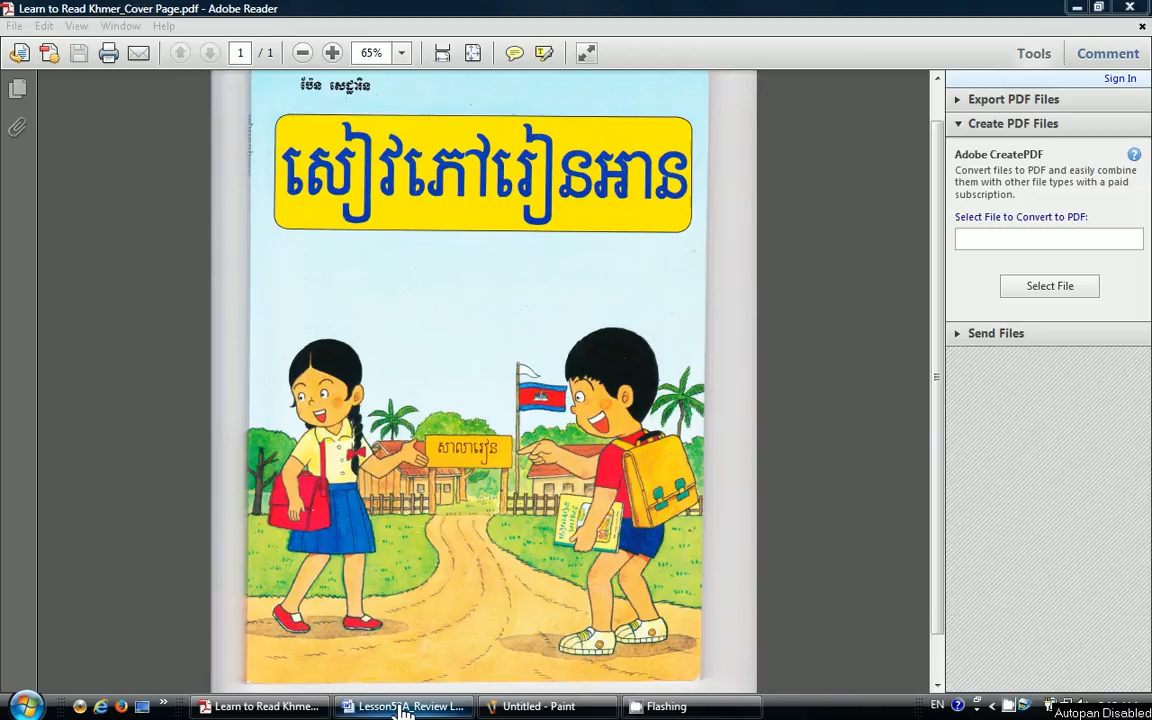 Learn to Read Khmer_Cover Page.pdf - Adobe Reader
File Edit View Window Help
1 / 1 65% Tools Comment
Sign In
Export PDF Files
Create PDF Files
Adobe CreatePDF
Convert files to PDF and easily combine
them with other file types with a paid
subscription.
Select File to Convert to PDF:
Select File
Send Files
ប៉ែន សេដ្ឋារិន
សៀវភៅរៀនអាន
សាលារៀន
Learn to Read Khme... Lesson Review L... Untitled - Paint Flashing EN
Autopan Disabled